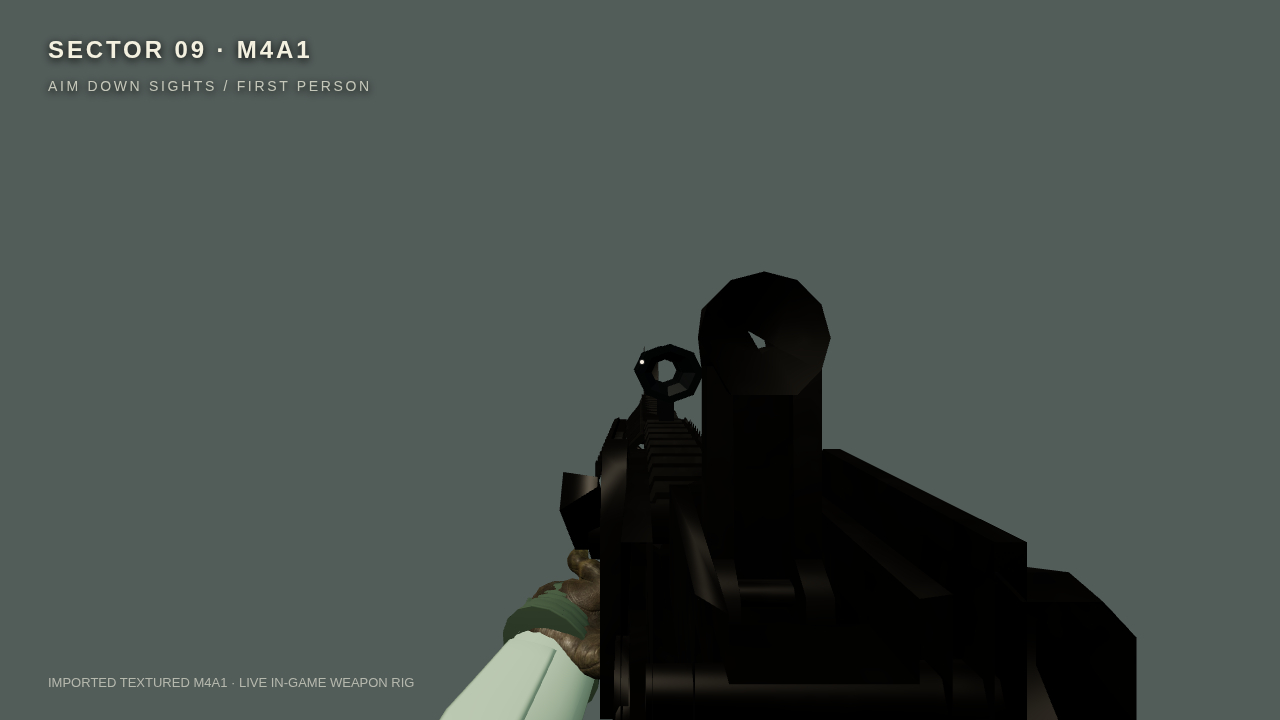 SECTOR 09 · M4A1
AIM DOWN SIGHTS / FIRST PERSON
IMPORTED TEXTURED M4A1 · LIVE IN-GAME WEAPON RIG